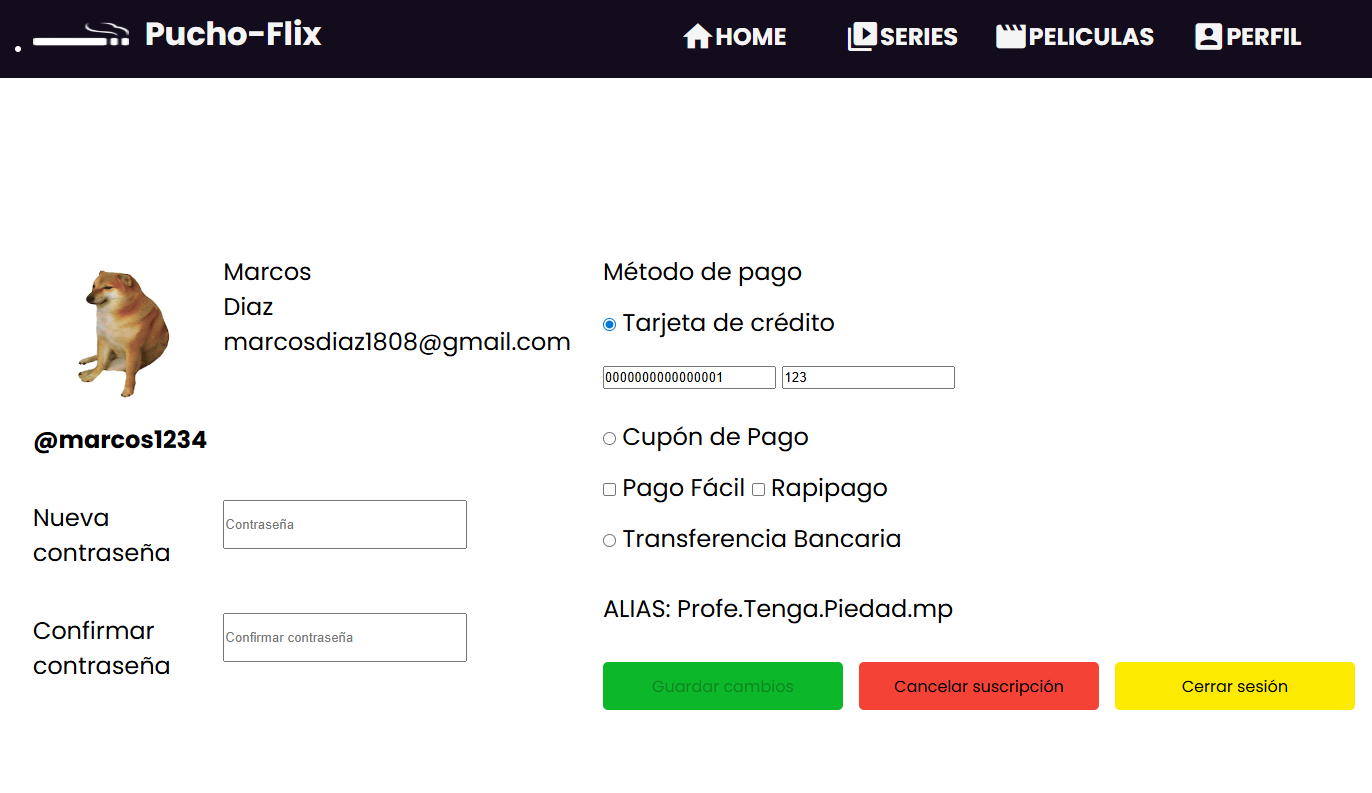 Pucho-Flix
HOME
SERIES
PELICULAS
PERFIL
Marcos
Diaz
marcosdiaz1808@gmail.com
@marcos1234
Nueva
contraseña
Contraseña
Confirmar
contraseña
Confirmar contraseña
Método de pago
Tarjeta de crédito
0000000000000001 123
Cupón de Pago
Pago Fácil Rapipago
Transferencia Bancaria
ALIAS: Profe.Tenga.Piedad.mp
Guardar cambios
Cancelar suscripción
Cerrar sesión